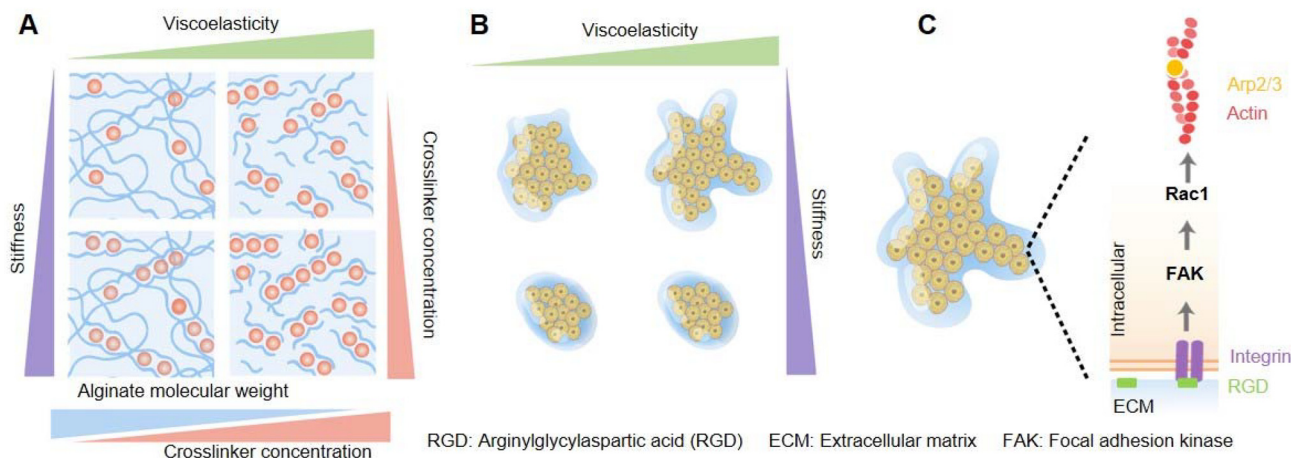 A
Viscoelasticity
Stiffness
Crosslinker concentration
Alginate molecular weight
Crosslinker concentration
B
Viscoelasticity
Stiffness
C
Arp2/3
Actin
Rac1
FAK
Intracellular
Integrin
RGD
ECM
RGD: Arginylglycylaspartic acid (RGD) ECM: Extracellular matrix FAK: Focal adhesion kinase